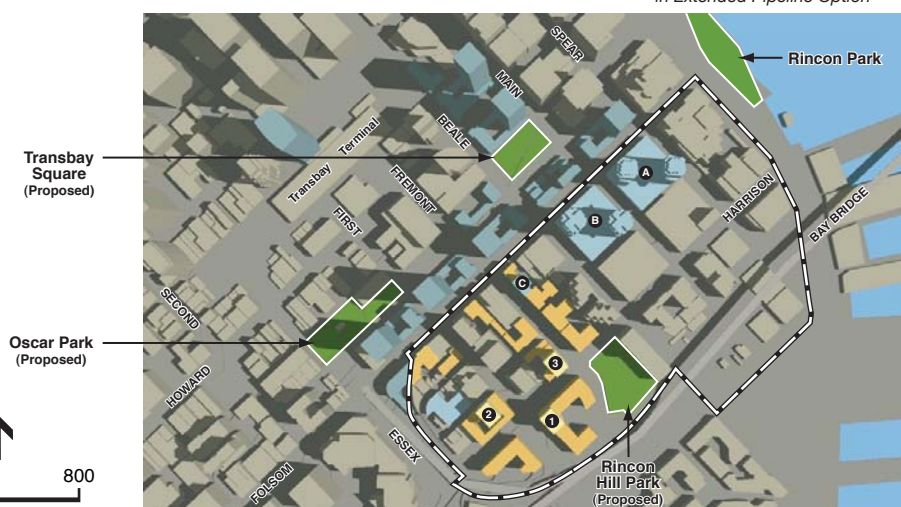 in Extended Pipeline Option
Rincon Park
SPEAR
MAIN
BEALE
Transbay Terminal
FREMONT
FIRST
Transbay
Square
(Proposed)
A
B
HARRISON
BAY BRIDGE
C
SECOND
Oscar Park
(Proposed)
HOWARD
3
2
1
ESSEX
FOLSOM
Rincon
Hill Park
(Proposed)
800